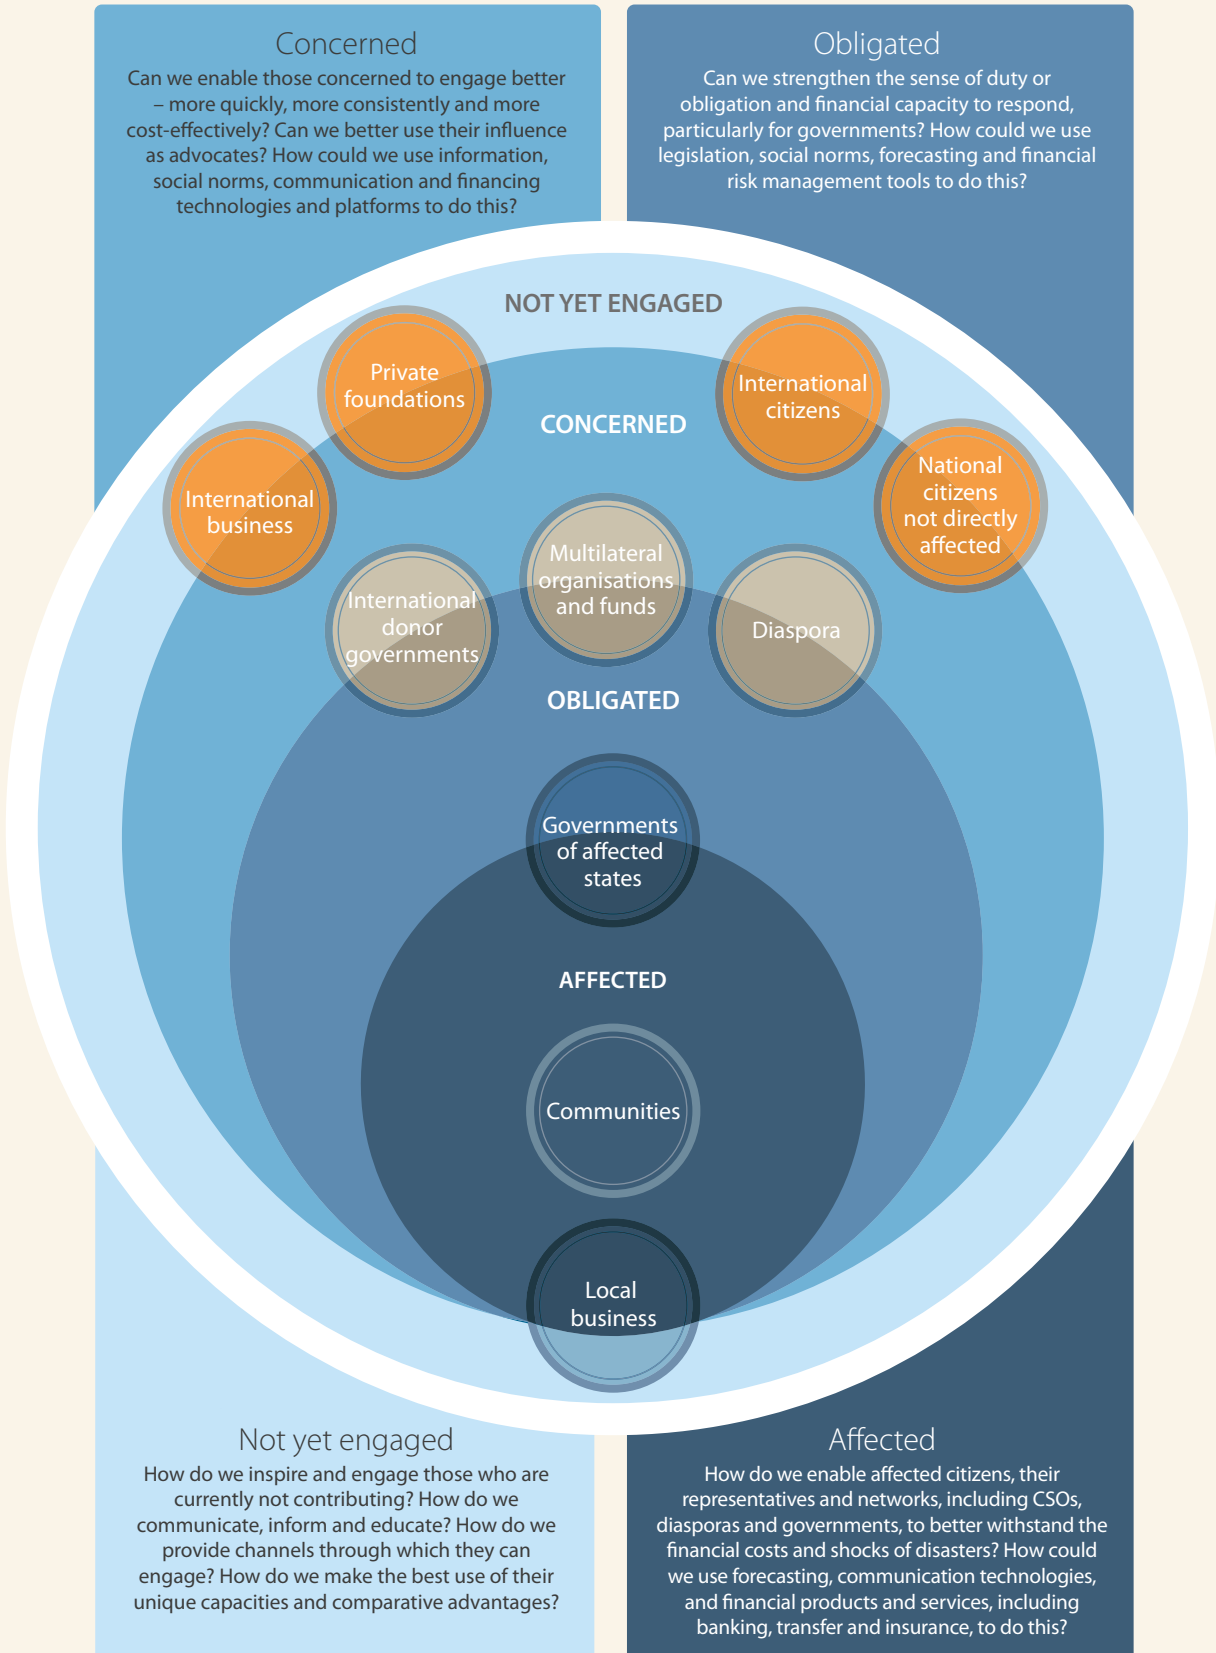 Concerned
Can we enable those concerned to engage better
– more quickly, more consistently and more
cost-effectively? Can we better use their influence
as advocates? How could we use information,
social norms, communication and financing
technologies and platforms to do this?
Obligated
Can we strengthen the sense of duty or
obligation and financial capacity to respond,
particularly for governments? How could we use
legislation, social norms, forecasting and financial
risk management tools to do this?
NOT YET ENGAGED
Private
foundations
International
citizens
CONCERNED
International
business
National
citizens
not directly
affected
International
donor
governments
Multilateral
organisations
and funds
Diaspora
OBLIGATED
Governments
of affected
states
AFFECTED
Communities
Local
business
Not yet engaged
How do we inspire and engage those who are
currently not contributing? How do we
communicate, inform and educate? How do we
provide channels through which they can
engage? How do we make the best use of their
unique capacities and comparative advantages?
Affected
How do we enable affected citizens, their
representatives and networks, including CSOs,
diasporas and governments, to better withstand the
financial costs and shocks of disasters? How could
we use forecasting, communication technologies,
and financial products and services, including
banking, transfer and insurance, to do this?